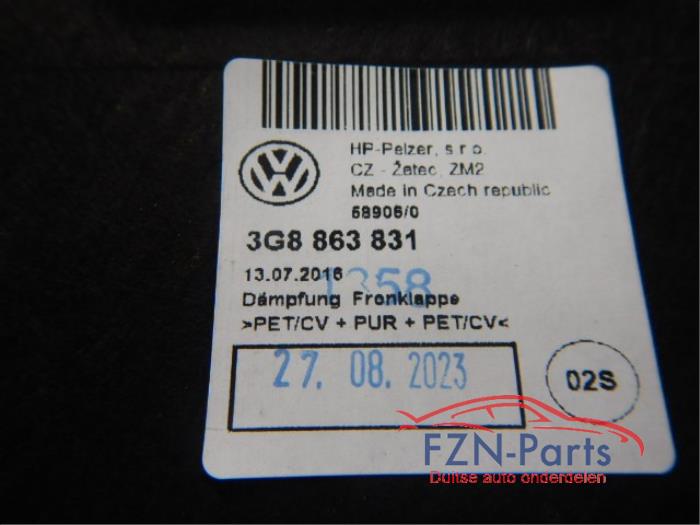 HP-Pelzer, s r o.
CZ - Žatec, ZM2
Made in Czech republic
58906/0
3G8 863 831
13.07.2016
1358
Dämpfung Fronklappe
>PET/CV + PUR + PET/CV<
27. 08. 2023
02S
FZN-Parts
Duitse auto onderdelen